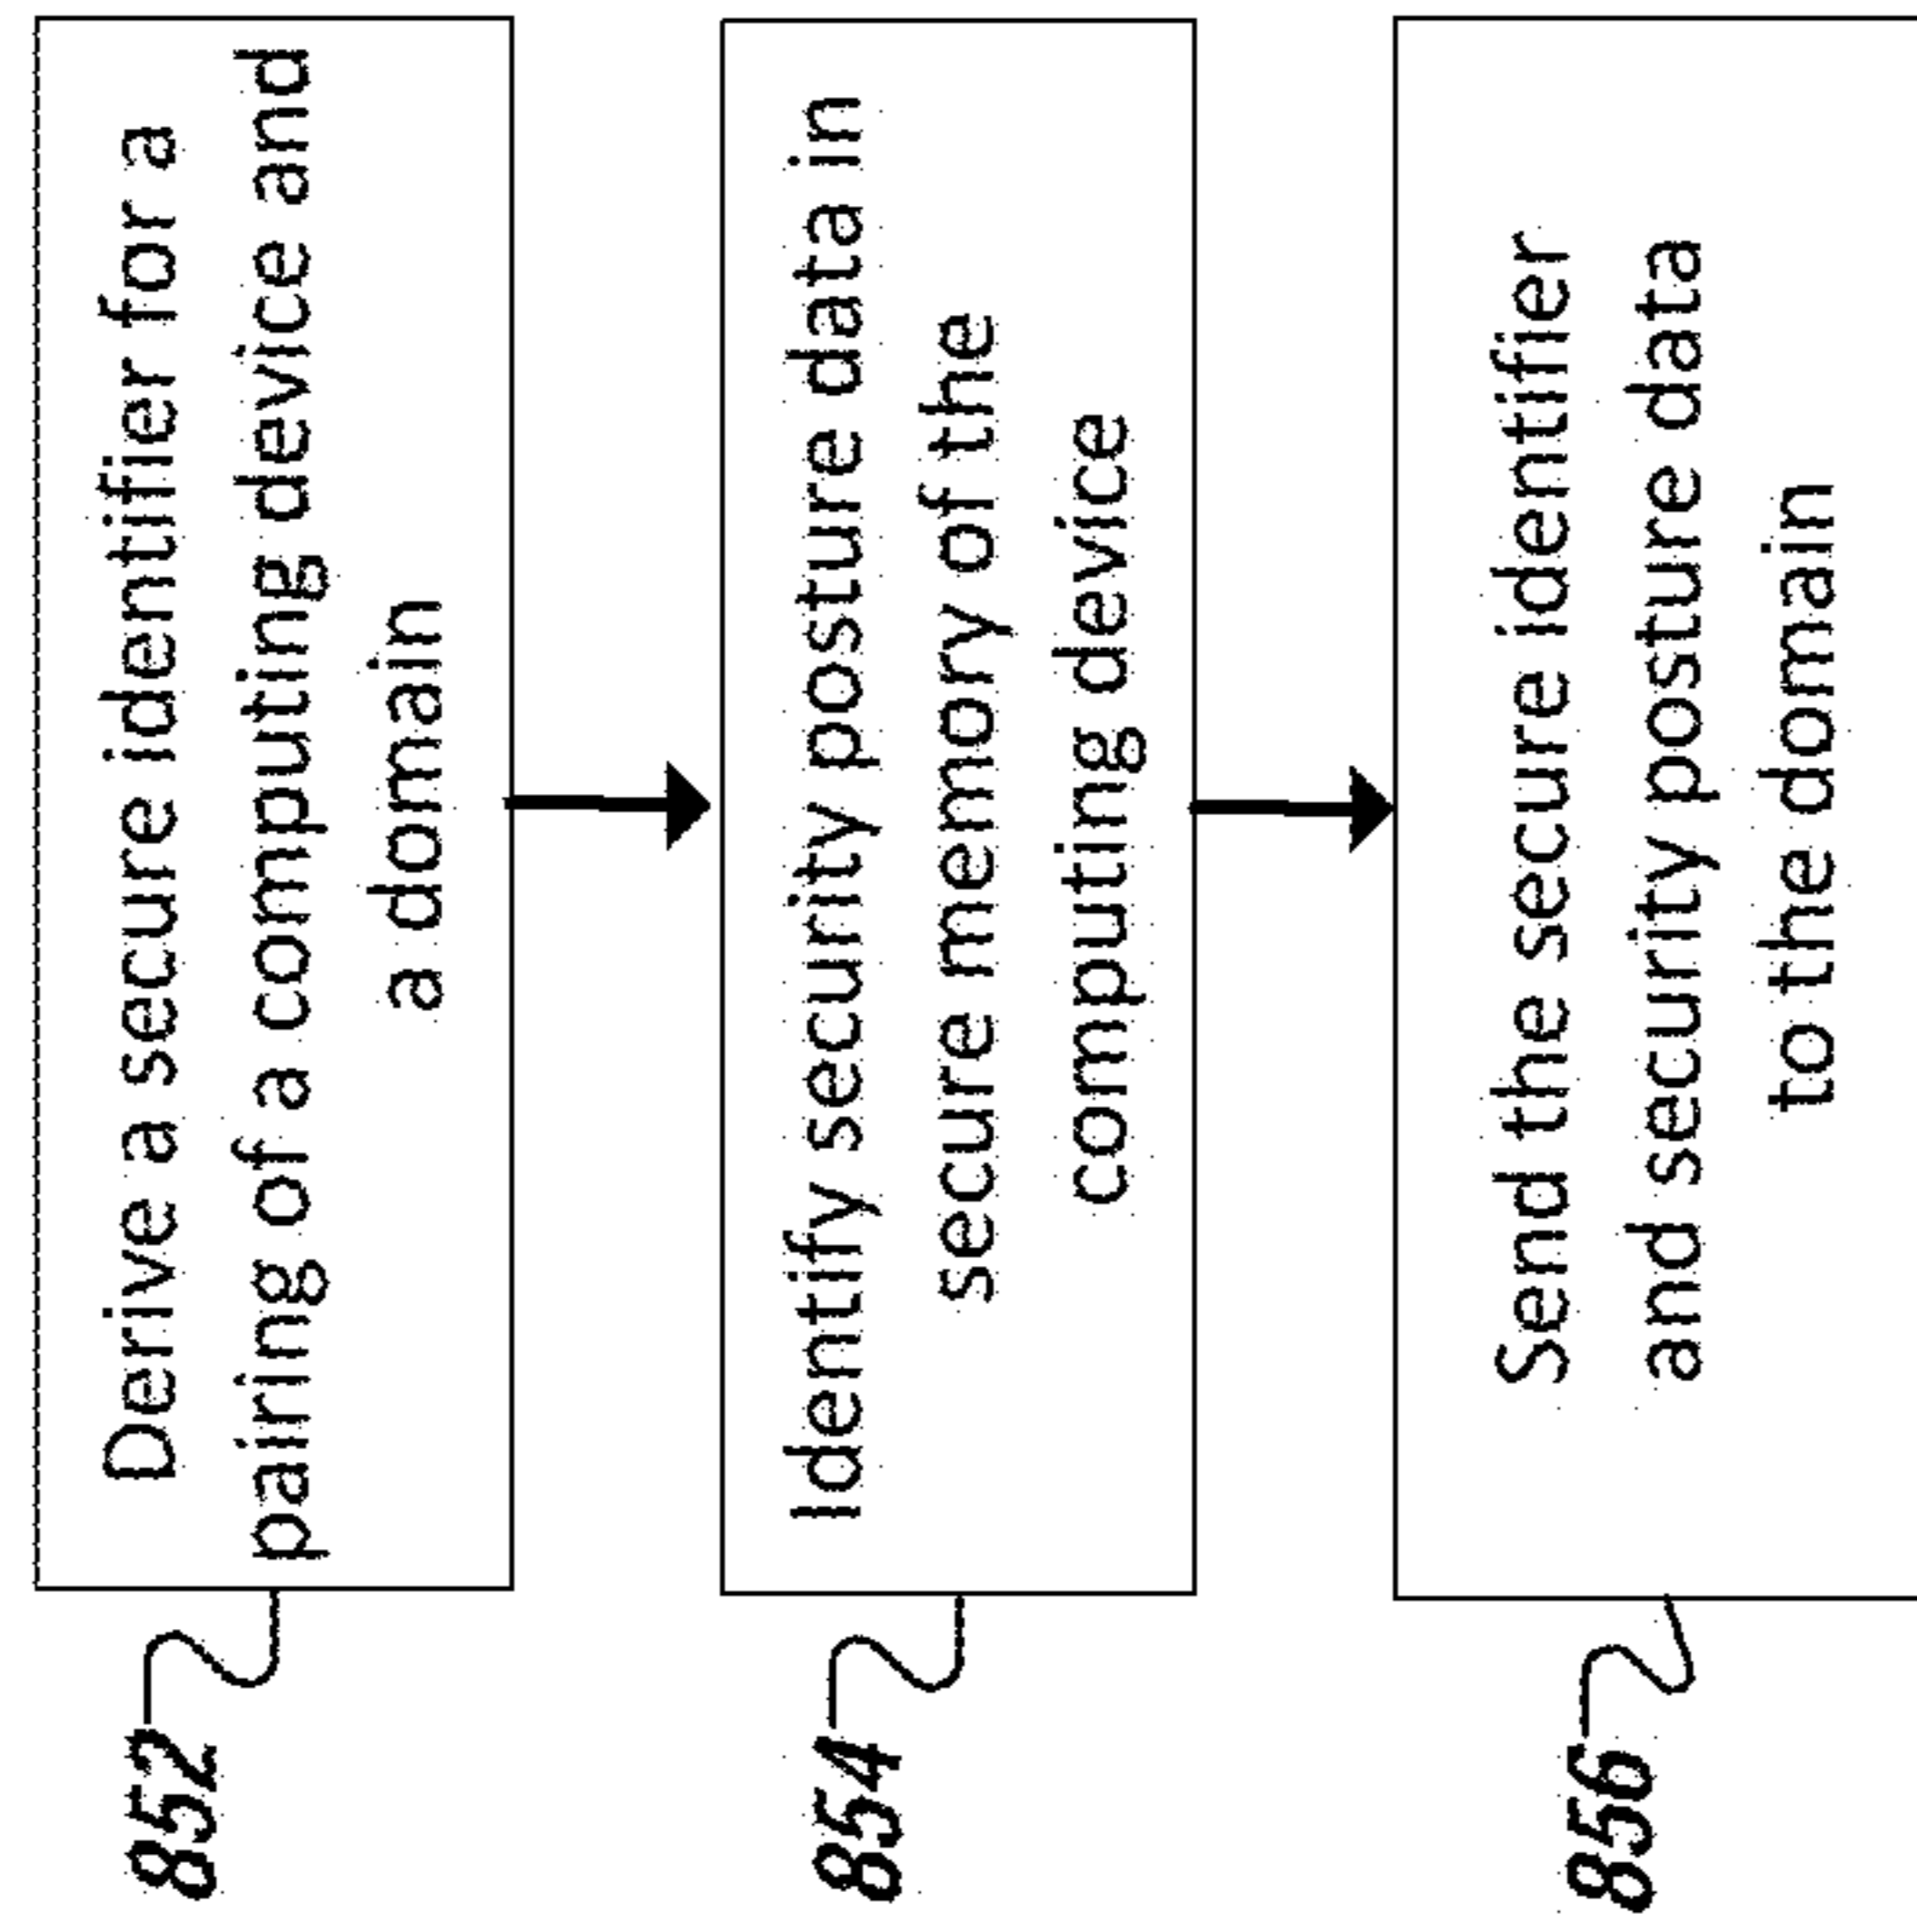 852
Derive a secure identifier for a
pairing of a computing device and
a domain
854
Identify security posture data in
secure memory of the
computing device
856
Send the secure identifier
and security posture data
to the domain